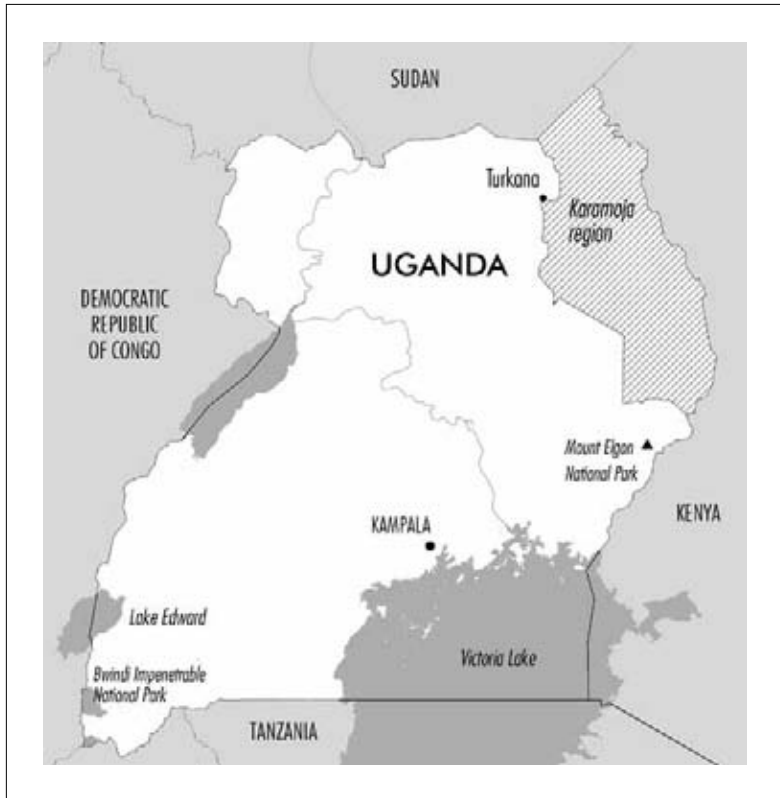 SUDAN
Turkana
Karamoja
region
UGANDA
DEMOCRATIC
REPUBLIC
OF CONGO
Mount Elgon
National Park
KENYA
KAMPALA
Lake Edward
Victoria Lake
Bwindi Impenetrable
National Park
TANZANIA